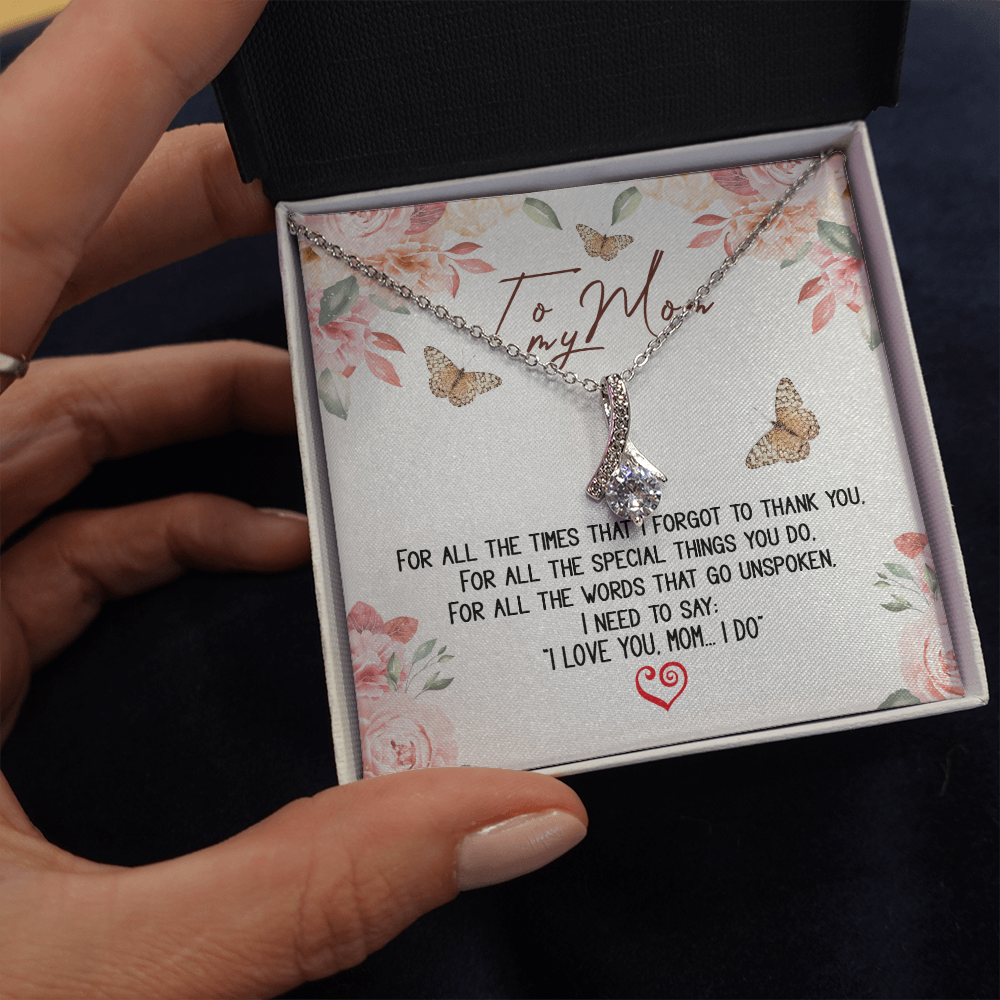 To my Mom
FOR ALL THE TIMES THAT I FORGOT TO THANK YOU.
FOR ALL THE SPECIAL THINGS YOU DO.
FOR ALL THE WORDS THAT GO UNSPOKEN.
I NEED TO SAY:
"I LOVE YOU, MOM... I DO"